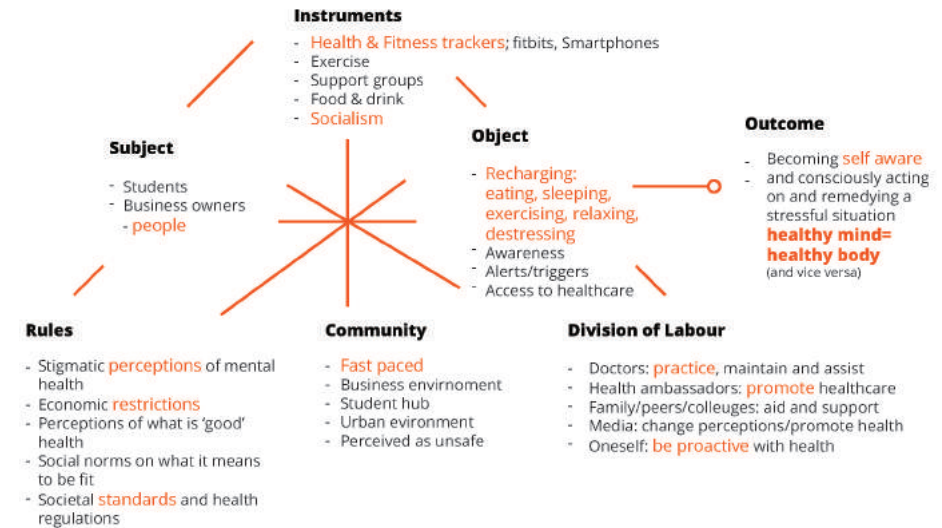 Instruments
- Health & Fitness trackers; fitbits, Smartphones
- Exercise
- Support groups
- Food & drink
- Socialism
Subject
- Students
- Business owners
- people
Object
- Recharging:
eating, sleeping,
exercising, relaxing,
destressing
- Awareness
- Alerts/triggers
- Access to healthcare
Outcome
- Becoming self aware
- and consciously acting
on and remedying a
stressful situation
healthy mind=
healthy body
(and vice versa)
Rules
- Stigmatic perceptions of mental
health
- Economic restrictions
- Perceptions of what is ‘good’
health
- Social norms on what it means
to be fit
- Societal standards and health
regulations
Community
- Fast paced
- Business envirnoment
- Student hub
- Urban evironment
- Perceived as unsafe
Division of Labour
- Doctors: practice, maintain and assist
- Health ambassadors: promote healthcare
- Family/peers/colleuges: aid and support
- Media: change perceptions/promote health
- Oneself: be proactive with health